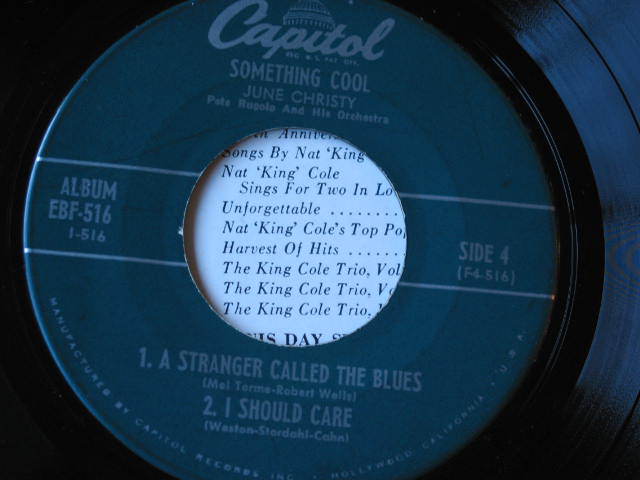 Capitol
REG. U.S. PAT. OFF.
SOMETHING COOL
JUNE CHRISTY
Pete Rugolo And His Orchestra
ALBUM
EBF-516
1-516
SIDE 4
(F4-516)
Anniver
Songs By Nat 'King'
Nat 'King' Cole
Sings For Two In Lo
Unforgettable ........
Nat 'King' Cole's Top Po
Harvest Of Hits .......
The King Cole Trio, Vol
The King Cole Trio, Vo
The King Cole Trio,
DAY
1. A STRANGER CALLED THE BLUES
(Mel Torme-Robert Wells)
2. I SHOULD CARE
(Weston-Stordahl-Cahn)
MANUFACTURED BY CAPITOL RECORDS INC. • HOLLYWOOD, CALIFORNIA, U.S.A.